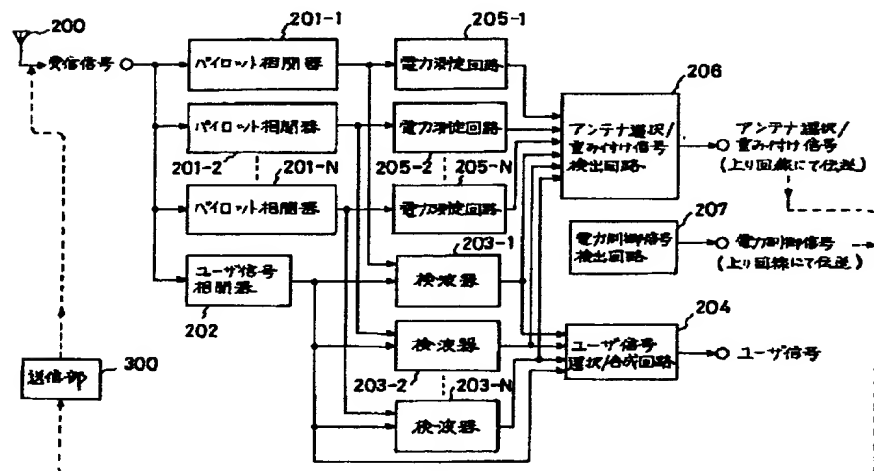 200
受信信号
201-1
パイロット相関器
パイロット相関器
201-2
201-N
パイロット相関器
ユーザ信号
相関器
202
205-1
電力測定回路
電力測定回路
205-2
205-N
電力測定回路
203-1
検波器
検波器
203-2
203-N
検波器
206
アンテナ選択/
重み付け信号
検出回路
アンテナ選択/
重み付け信号
(上り回線にて伝送)
207
電力制御信号
検出回路
電力制御信号
(上り回線にて伝送)
204
ユーザ信号
選択/合成回路
ユーザ信号
送信部
300